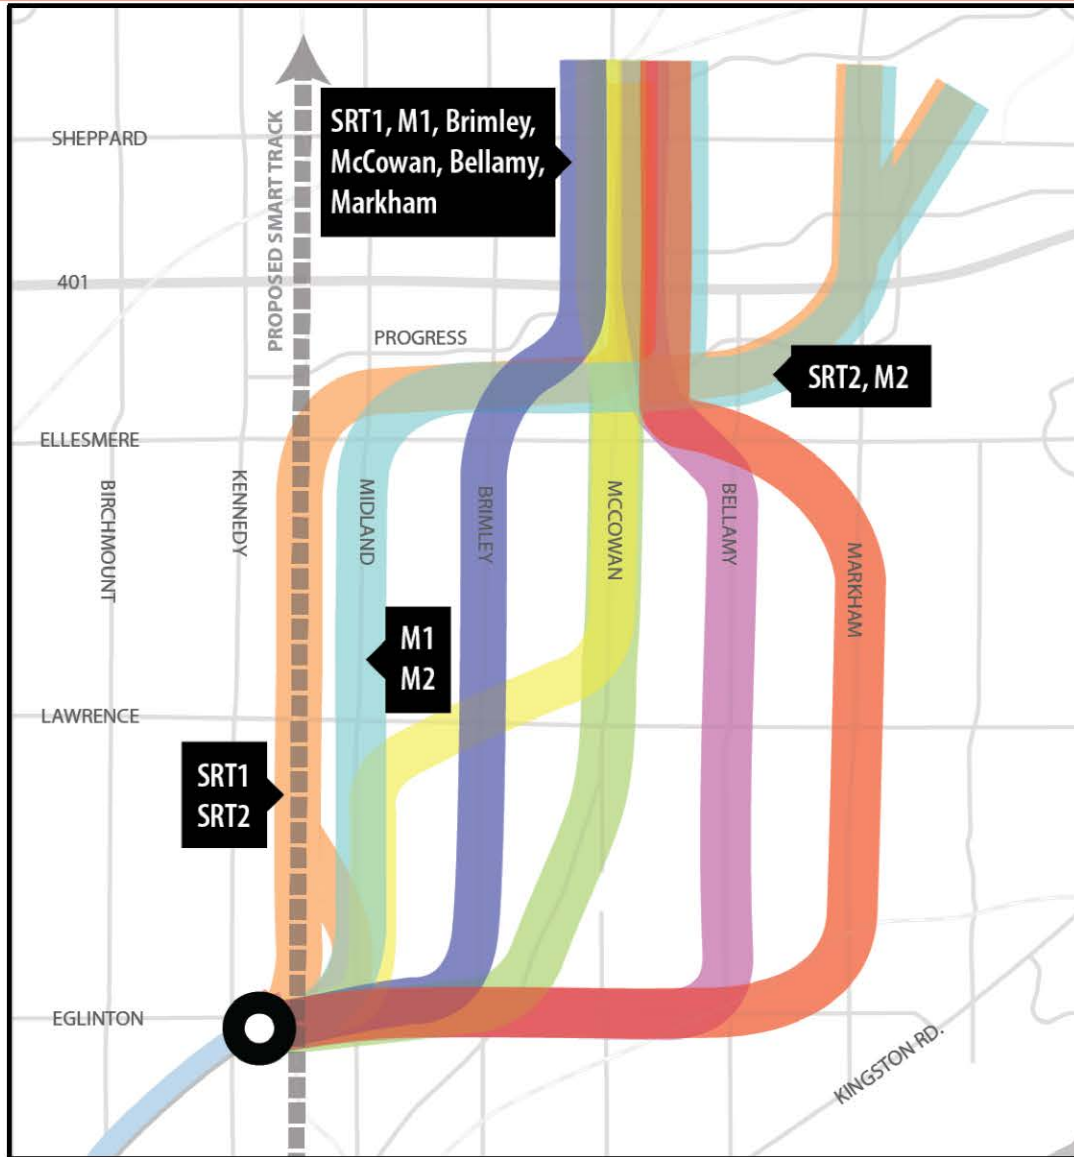 SHEPPARD
PROPOSED SMART TRACK
SRT1, M1, Brimley,
McCowan, Bellamy,
Markham
401
PROGRESS
SRT2, M2
ELLESMERE
BIRCHMOUNT
KENNEDY
MIDLAND
BRIMLEY
MCCOWAN
BELLAMY
MARKHAM
M1
M2
LAWRENCE
SRT1
SRT2
EGLINTON
KINGSTON RD.